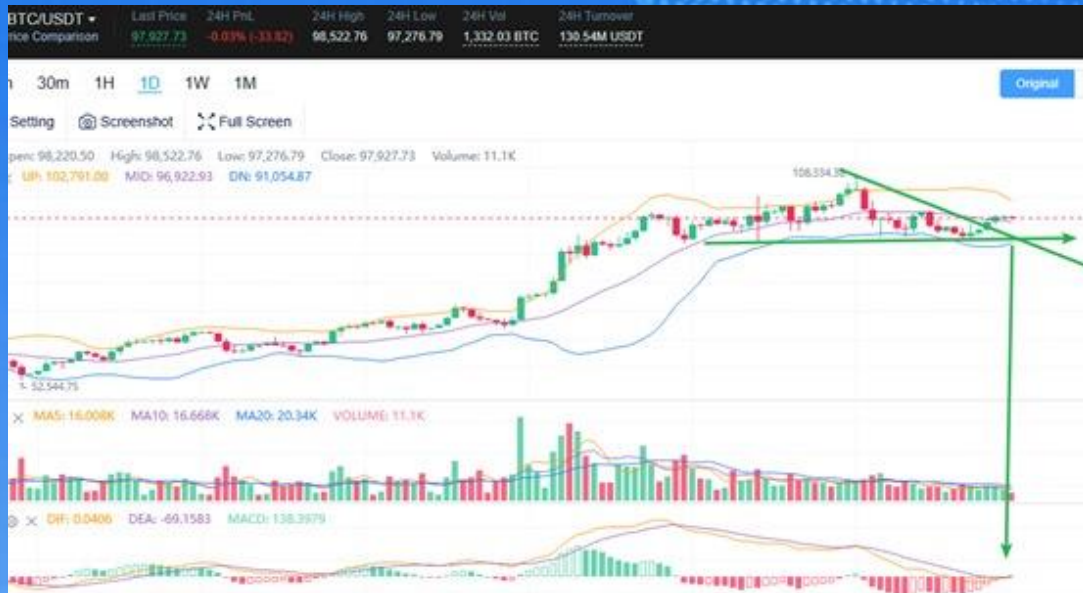 BTC/USDT Last Price 24H PnL 24H High 24H Low 24H Vol 24H Turnover
rice Comparison 97,927.73 -0.03% (-33.82) 98,522.76 97,276.79 1,332.03 BTC 130.54M USDT
30m 1H 1D 1W 1M Original
Setting Screenshot Full Screen
pen: 98,220.50 High: 98,522.76 Low: 97,276.79 Close: 97,927.73 Volume: 11.1K
UP: 102,791.00 MID: 96,922.93 DN: 91,054.87
52,544.75
MA5: 16.008K MA10: 16.668K MA20: 20.34K VOLUME: 11.1K
DIF: 0.0406 DEA: -69.1583 MACD: 138.3979